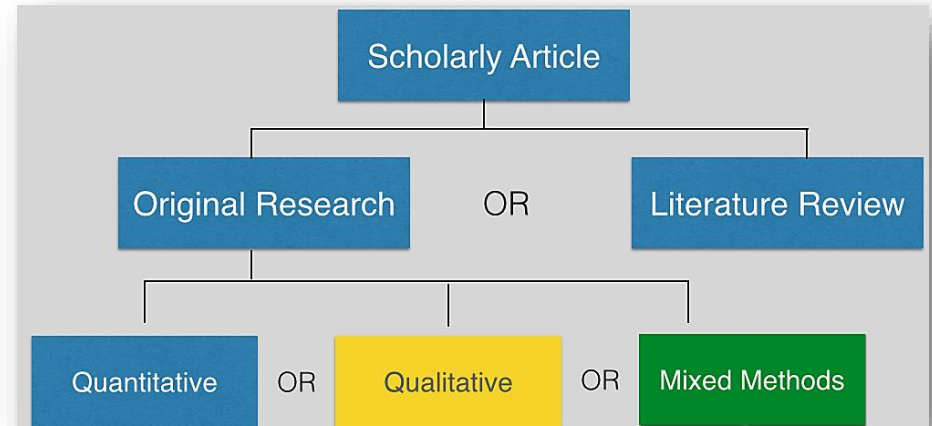 Scholarly Article
Original Research OR Literature Review
Quantitative OR Qualitative OR Mixed Methods